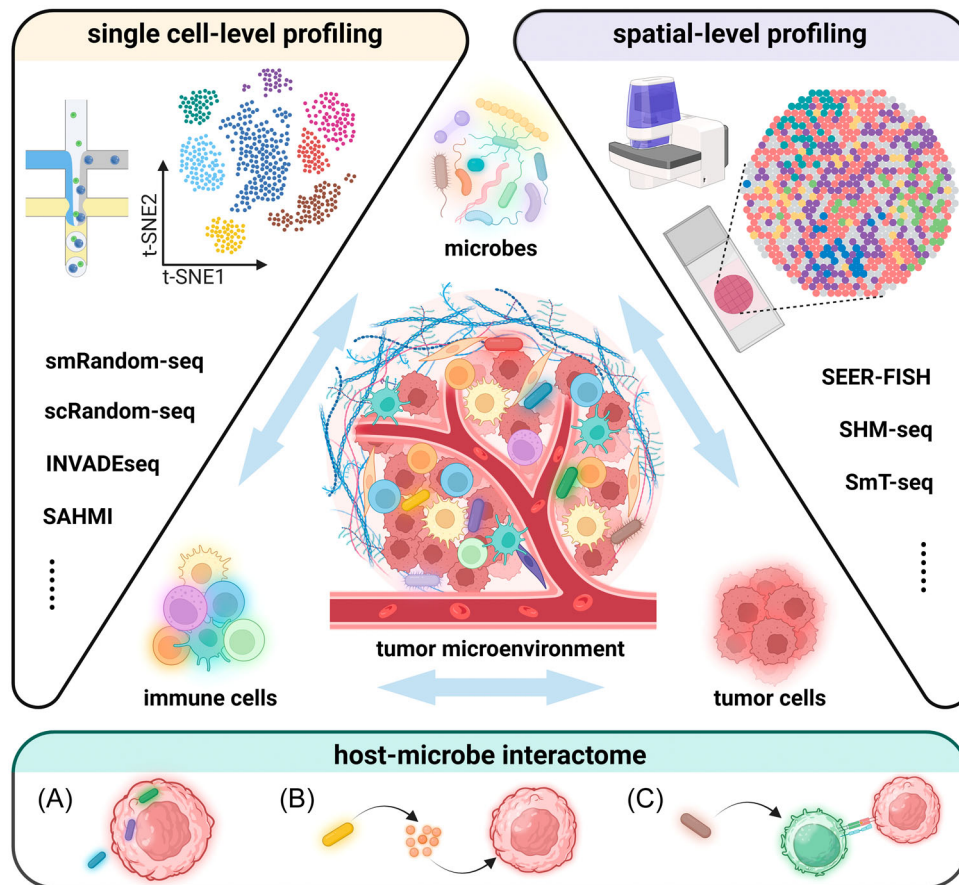 single cell-level profiling
spatial-level profiling
t-SNE2
t-SNE1
microbes
smRandom-seq
scRandom-seq
INVADEseq
SAHMI
SEER-FISH
SHM-seq
SmT-seq
tumor microenvironment
immune cells
tumor cells
host-microbe interactome
(A)
(B)
(C)